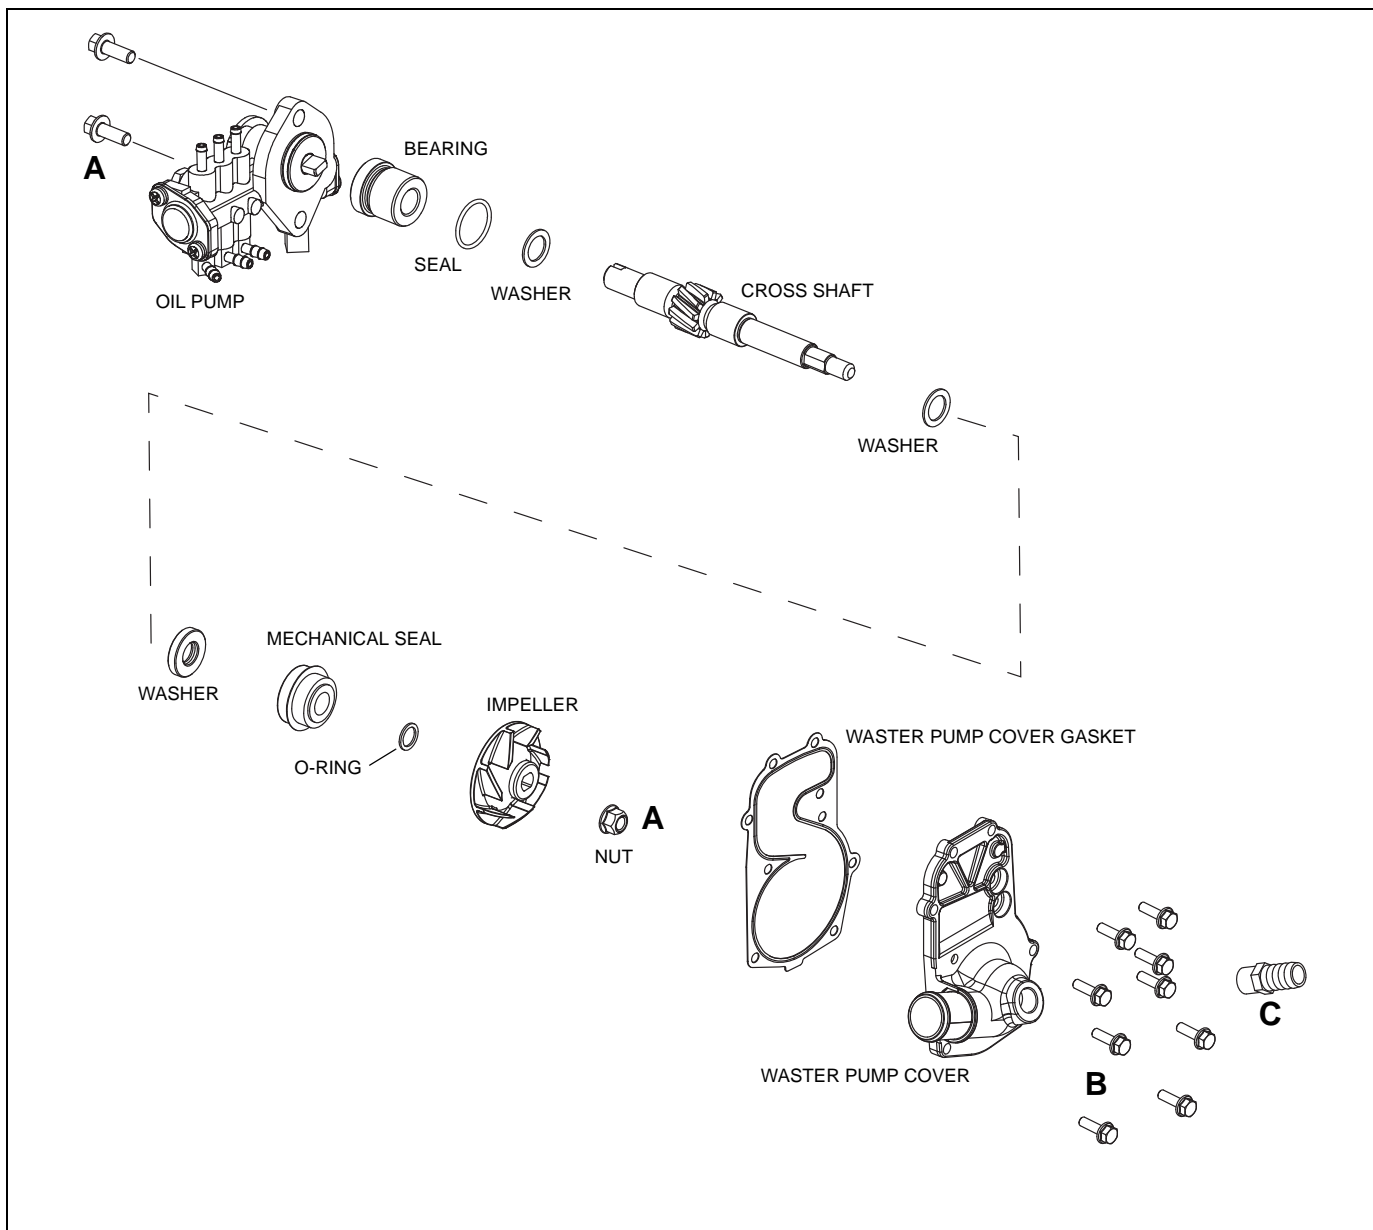 A
BEARING
SEAL
WASHER
OIL PUMP
CROSS SHAFT
WASHER
MECHANICAL SEAL
WASHER
IMPELLER
O-RING
A
NUT
WASTER PUMP COVER GASKET
C
B
WASTER PUMP COVER